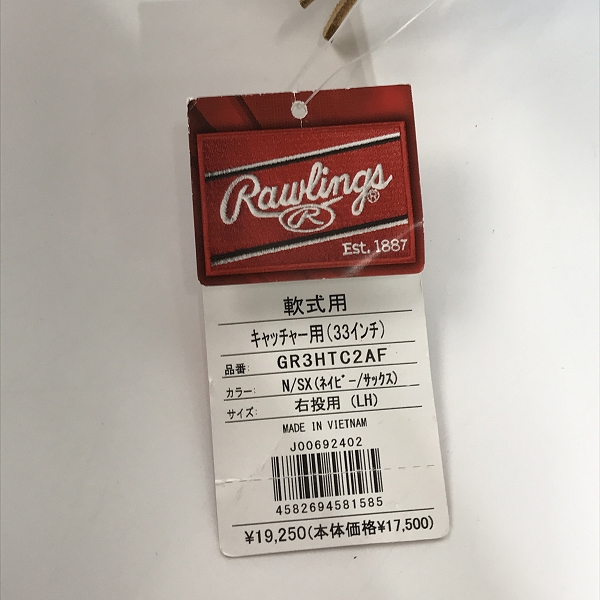 Rawlings®
R
Est. 1887
軟式用
キャッチャー用(33インチ)
品番: GR3HTC2AF
カラー: N/SX(ネイビー/サックス)
サイズ: 右投用 (LH)
MADE IN VIETNAM
J00692402
4582694581585
¥19,250(本体価格¥17,500)